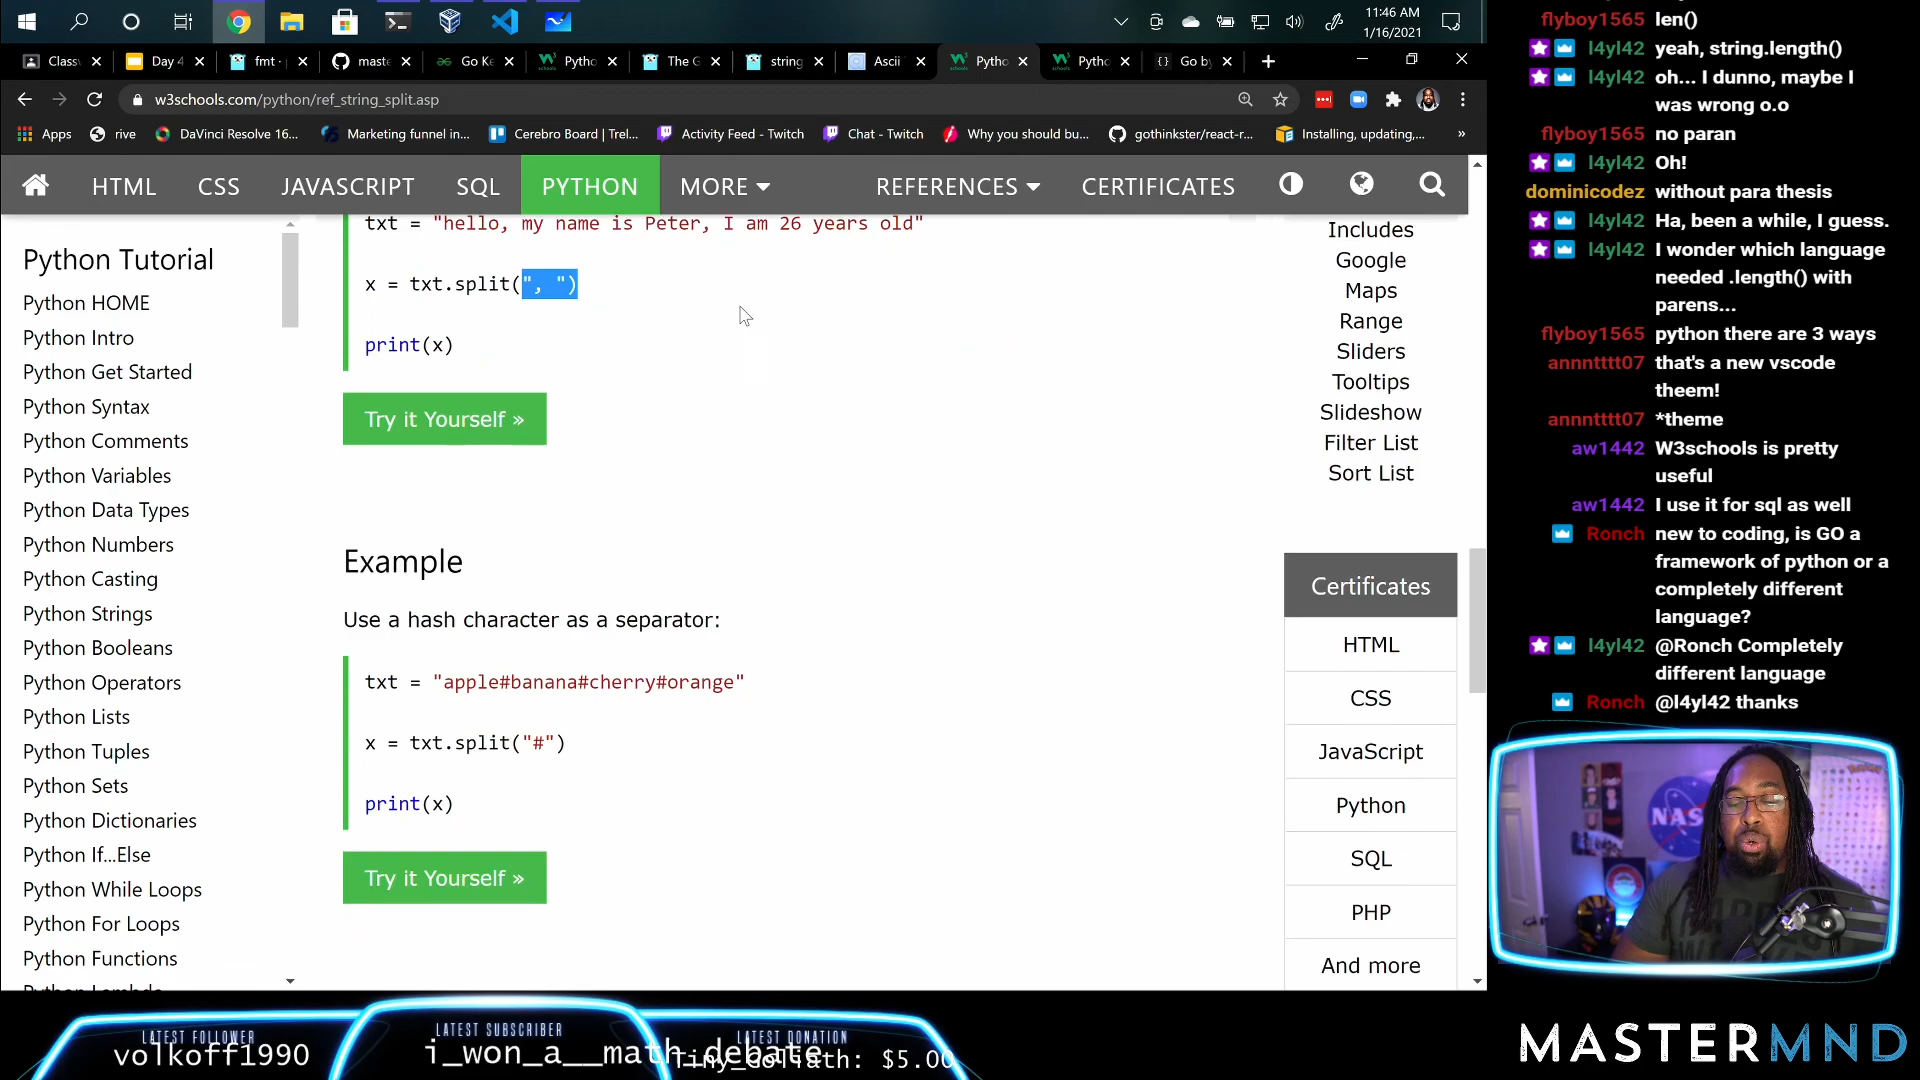 11:46 AM
1/16/2021
Class
Day 4
fmt ·
maste
Go Ke
Pytho
The G
string
Ascii
Pytho
Pytho
Go by
w3schools.com/python/ref_string_split.asp
Apps
rive
DaVinci Resolve 16...
Marketing funnel in...
Cerebro Board | Trel...
Activity Feed - Twitch
Chat - Twitch
Why you should bu...
gothinkster/react-r...
Installing, updating,...
»
HTML
CSS
JAVASCRIPT
SQL
PYTHON
MORE
REFERENCES
CERTIFICATES
Python Tutorial
Python HOME
Python Intro
Python Get Started
Python Syntax
Python Comments
Python Variables
Python Data Types
Python Numbers
Python Casting
Python Strings
Python Booleans
Python Operators
Python Lists
Python Tuples
Python Sets
Python Dictionaries
Python If...Else
Python While Loops
Python For Loops
Python Functions
Python Lambda
txt = "hello, my name is Peter, I am 26 years old"
x = txt.split(", ")
print(x)
Try it Yourself »
Example
Use a hash character as a separator:
txt = "apple#banana#cherry#orange"
x = txt.split("#")
print(x)
Try it Yourself »
Includes
Google
Maps
Range
Sliders
Tooltips
Slideshow
Filter List
Sort List
Certificates
HTML
CSS
JavaScript
Python
SQL
PHP
And more
flyboy1565 len()
l4yl42 yeah, string.length()
l4yl42 oh... I dunno, maybe I
was wrong o.o
flyboy1565 no paran
l4yl42 Oh!
dominicodez without para thesis
l4yl42 Ha, been a while, I guess.
l4yl42 I wonder which language
needed .length() with
parens...
flyboy1565 python there are 3 ways
annntttt07 that's a new vscode
theem!
annntttt07 *theme
aw1442 W3schools is pretty
useful
aw1442 I use it for sql as well
Ronch new to coding, is GO a
framework of python or a
completely different
language?
l4yl42 @Ronch Completely
different language
Ronch @l4yl42 thanks
NAS
LATEST FOLLOWER
volkoff1990
LATEST SUBSCRIBER
i_won_a__math_debate
LATEST DONATION
Tiny_Goliath: $5.00
MASTERMND